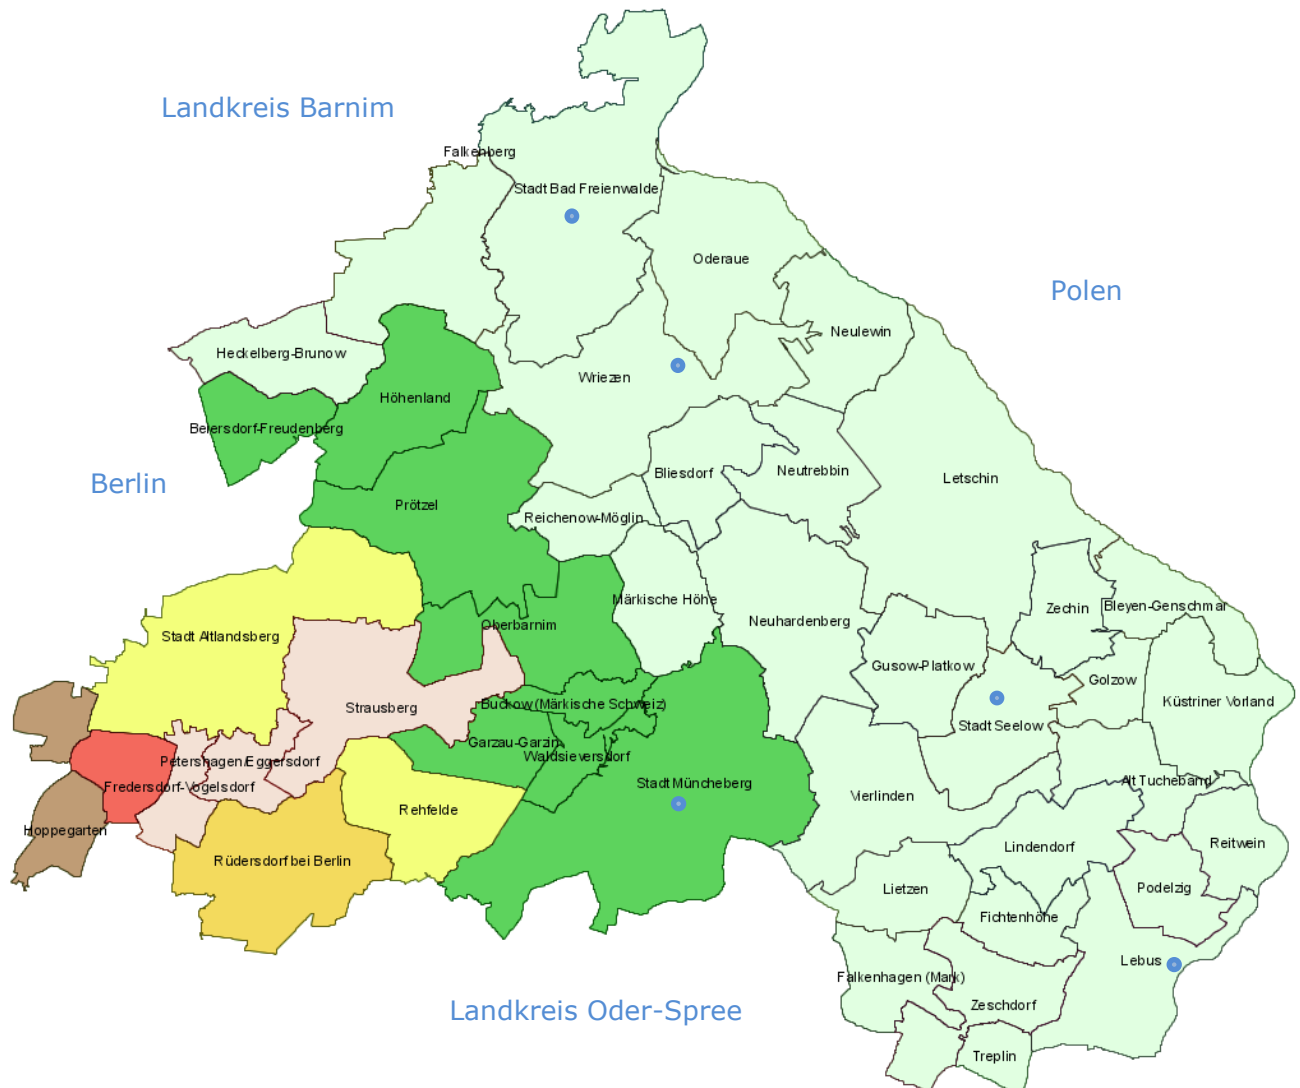 Landkreis Barnim
Falkenberg
Stadt Bad Freienwalde
Oderaue
Polen
Neulewin
Heckelberg-Brunow
Wriezen
Höhenland
Beiersdorf-Freudenberg
Berlin
Bliesdorf
Neutrebbin
Letschin
Prötzel
Reichenow-Möglin
Märkische Höhe
Zechin
Bleyen-Genschmar
Neuhardenberg
Oberbarnim
Stadt Altlandsberg
Gusow-Platkow
Golzow
Küstriner Vorland
Strausberg
Buckow (Märkische Schweiz)
Stadt Seelow
Garzau-Garzin
Waldsieversdorf
Petershagen/Eggersdorf
Fredersdorf-Vogelsdorf
Stadt Müncheberg
Alt Tucheband
Vierlinden
Rehfelde
Hoppegarten
Reitwein
Lindendorf
Rüdersdorf bei Berlin
Lietzen
Podelzig
Fichtenhöhe
Lebus
Falkenhagen (Mark)
Zeschdorf
Landkreis Oder-Spree
Treplin